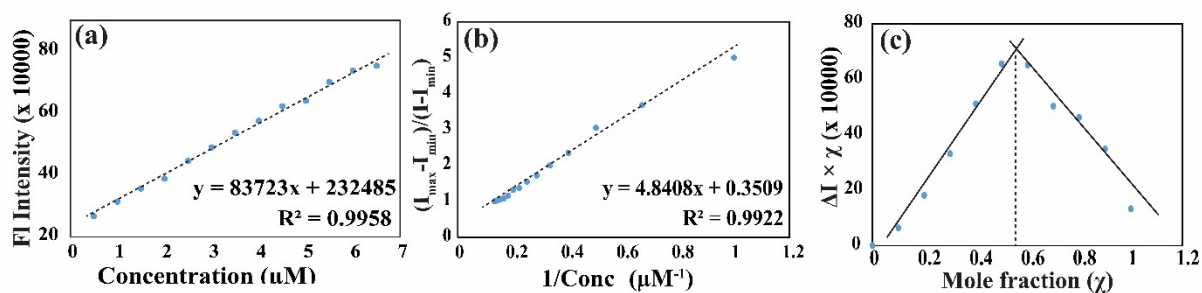 (a)
Fl Intensity (x 10000)
80
60
40
20
0 1 2 3 4 5 6 7
Concentration (µM)
y = 83723x + 232485
R² = 0.9958
(b)
(Imax-Imin)/(I-Imin)
6
5
4
3
2
1
0
0 0.2 0.4 0.6 0.8 1 1.2
1/Conc (µM⁻¹)
y = 4.8408x + 0.3509
R² = 0.9922
(c)
ΔI × χ (x 10000)
80
60
40
20
0
0 0.2 0.4 0.6 0.8 1 1.2
Mole fraction (χ)